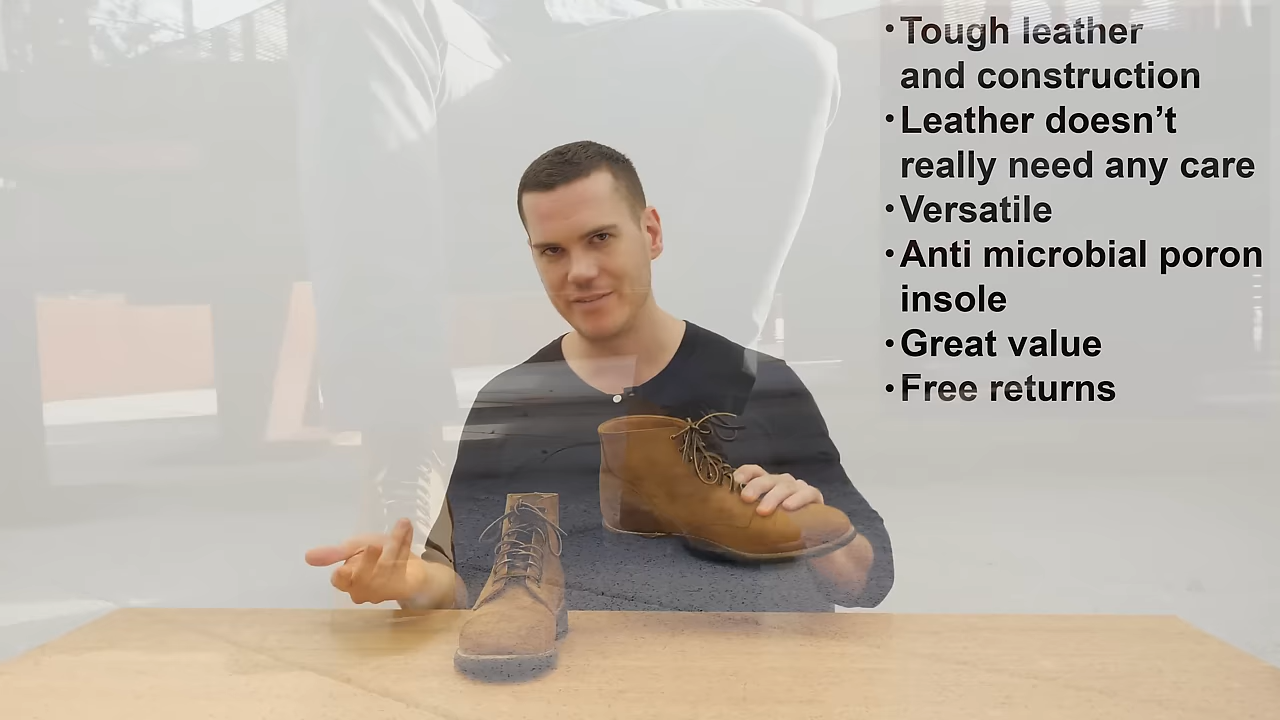 •Tough leather
and construction
•Leather doesn’t
really need any care
•Versatile
•Anti microbial poron
insole
•Great value
•Free returns